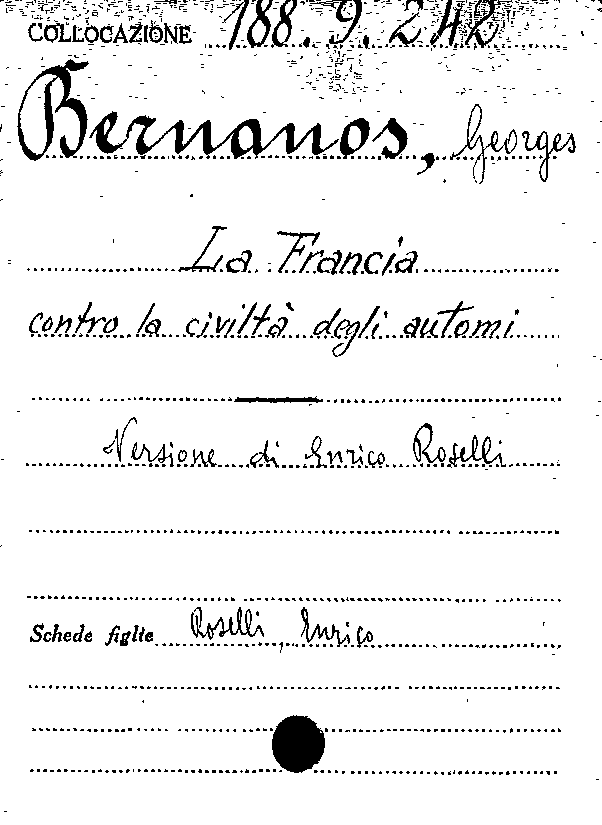 COLLOCAZIONE 188.9.242
Bernanos, Georges
La Francia
contro la civiltà degli automi
Versione di Enrico Roselli
Schede figlie Roselli, Enrico